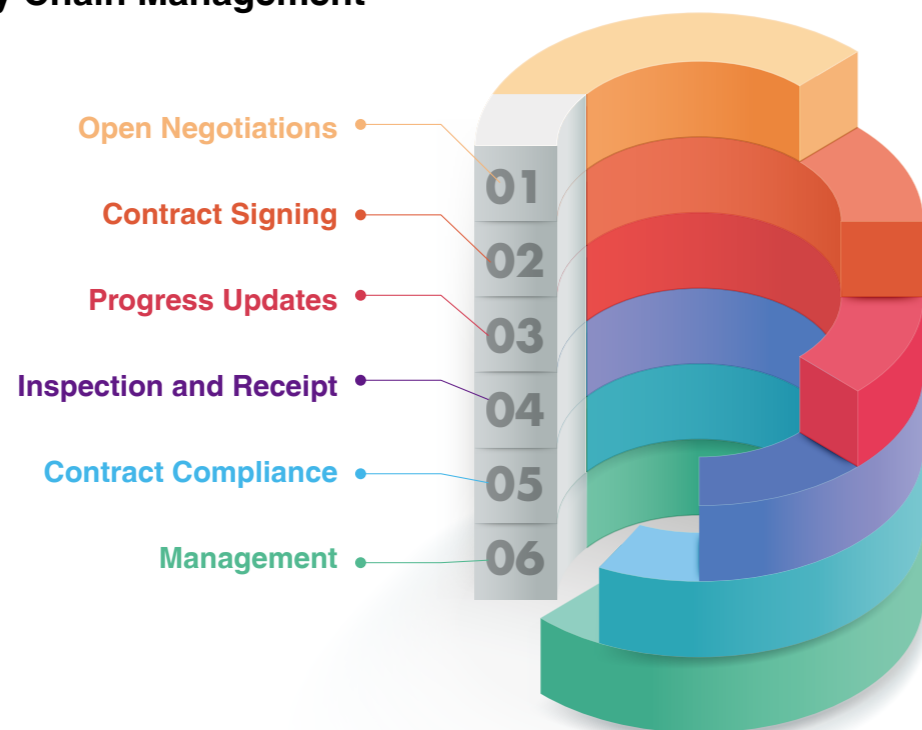 y Chain Management
Open Negotiations
01
Contract Signing
02
Progress Updates
03
Inspection and Receipt
04
Contract Compliance
05
Management
06